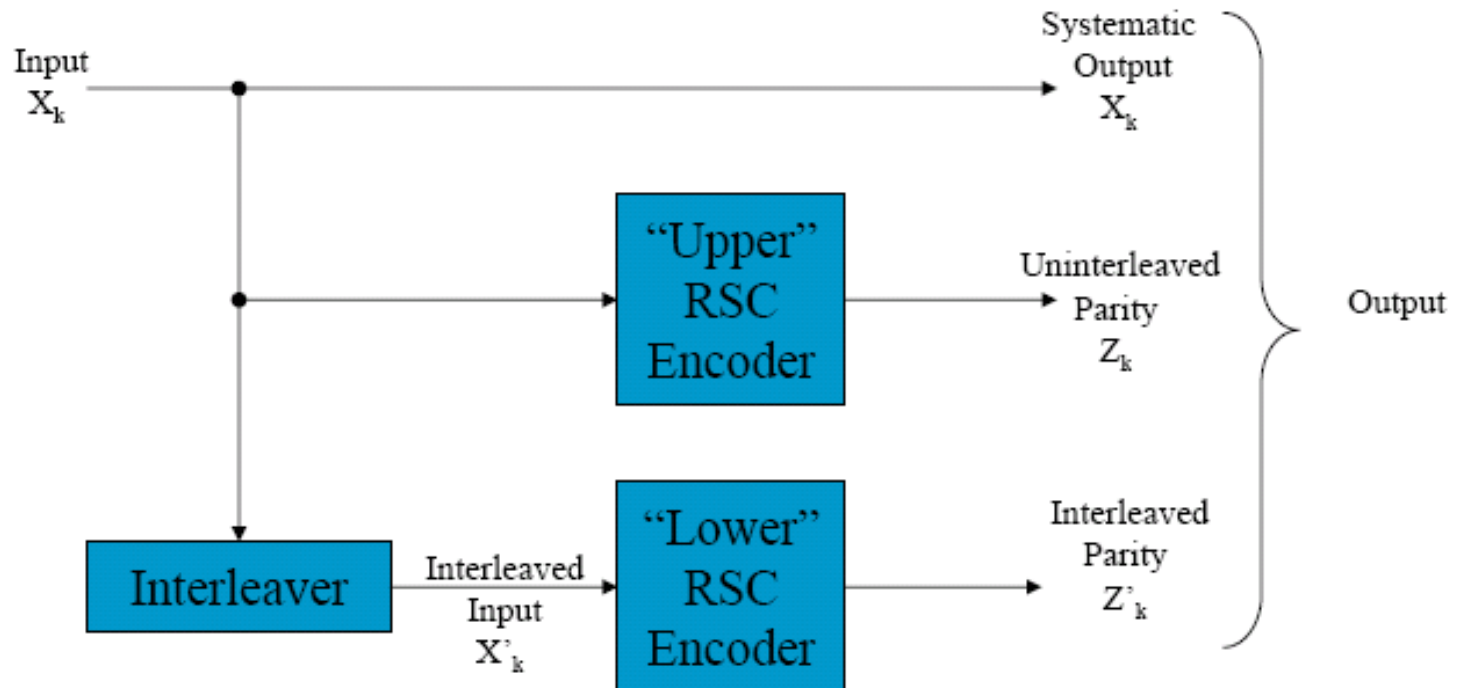 Input
Xk
Systematic
Output
Xk
“Upper”
RSC
Encoder
Uninterleaved
Parity
Zk
Output
Interleaver
Interleaved
Input
X’k
“Lower”
RSC
Encoder
Interleaved
Parity
Z’k